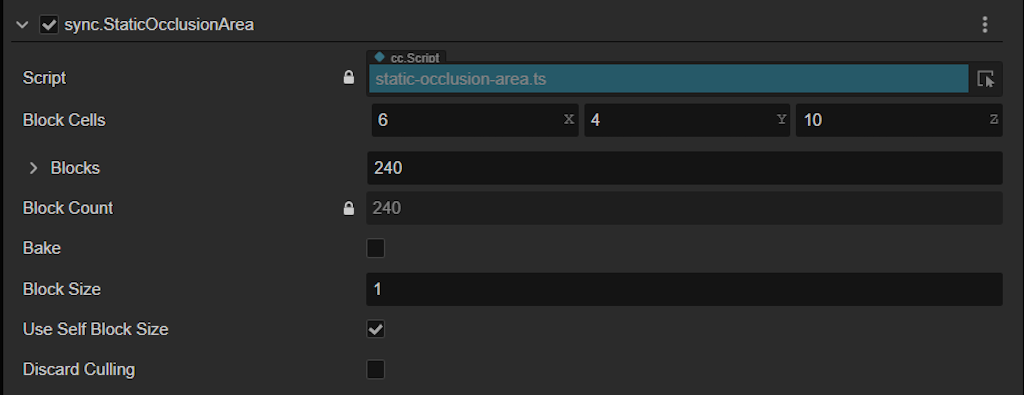 sync.StaticOcclusionArea
cc.Script
Script static-occlusion-area.ts
Block Cells 6 X 4 Y 10 Z
Blocks 240
Block Count 240
Bake
Block Size 1
Use Self Block Size
Discard Culling